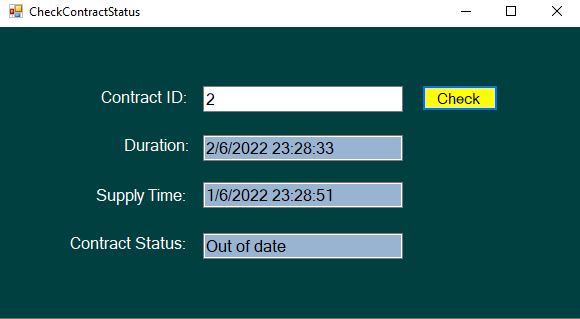 CheckContractStatus
Contract ID: 2 Check
Duration: 2/6/2022 23:28:33
Supply Time: 1/6/2022 23:28:51
Contract Status: Out of date